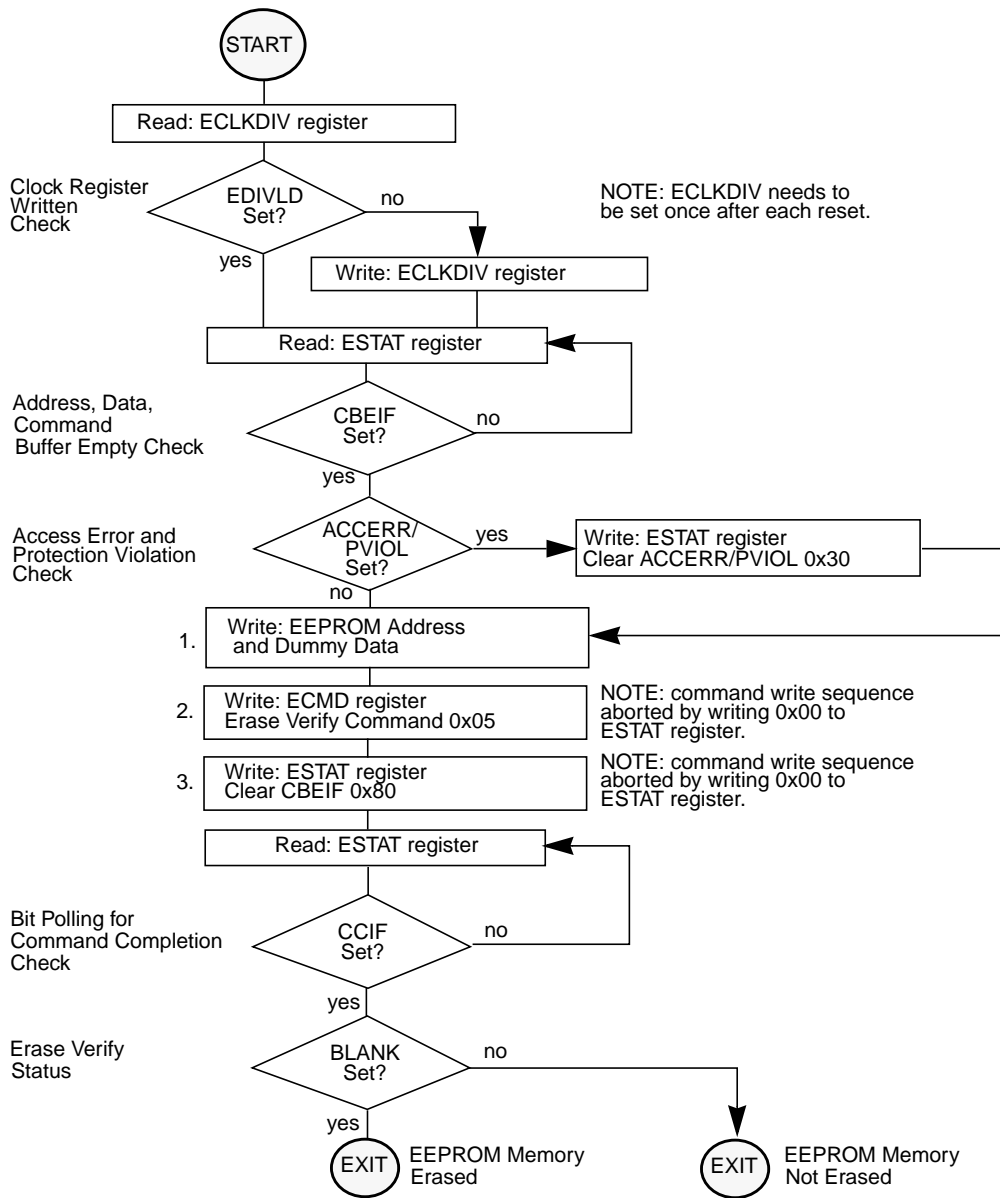 START
Read: ECLKDIV register
Clock Register
Written
Check
EDIVLD
Set?
no
yes
NOTE: ECLKDIV needs to
be set once after each reset.
Write: ECLKDIV register
Read: ESTAT register
Address, Data,
Command
Buffer Empty Check
CBEIF
Set?
no
yes
Access Error and
Protection Violation
Check
ACCERR/
PVIOL
Set?
yes
no
Write: ESTAT register
Clear ACCERR/PVIOL 0x30
1.
Write: EEPROM Address
and Dummy Data
2.
Write: ECMD register
Erase Verify Command 0x05
NOTE: command write sequence
aborted by writing 0x00 to
ESTAT register.
3.
Write: ESTAT register
Clear CBEIF 0x80
NOTE: command write sequence
aborted by writing 0x00 to
ESTAT register.
Read: ESTAT register
Bit Polling for
Command Completion
Check
CCIF
Set?
no
yes
Erase Verify
Status
BLANK
Set?
no
yes
EXIT
EEPROM Memory
Erased
EXIT
EEPROM Memory
Not Erased